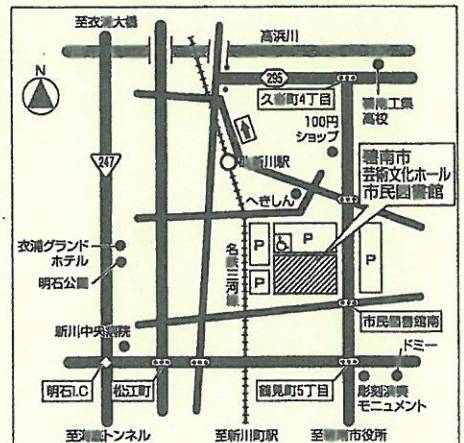 至衣浦大橋
高浜川
N
295
久沓町4丁目
碧南工業
高校
100円
ショップ
北新川駅
碧南市
芸術文化ホール
市民図書館
247
へきしん
P
P
P
P
衣浦グランド
ホテル
明石公園
名鉄三河線
市民図書館南
新川中央病院
ドミー
明石I.C
松江町
鶴見町5丁目
彫刻演奏
モニュメント
至海底トンネル
至新川町駅
至碧南市役所